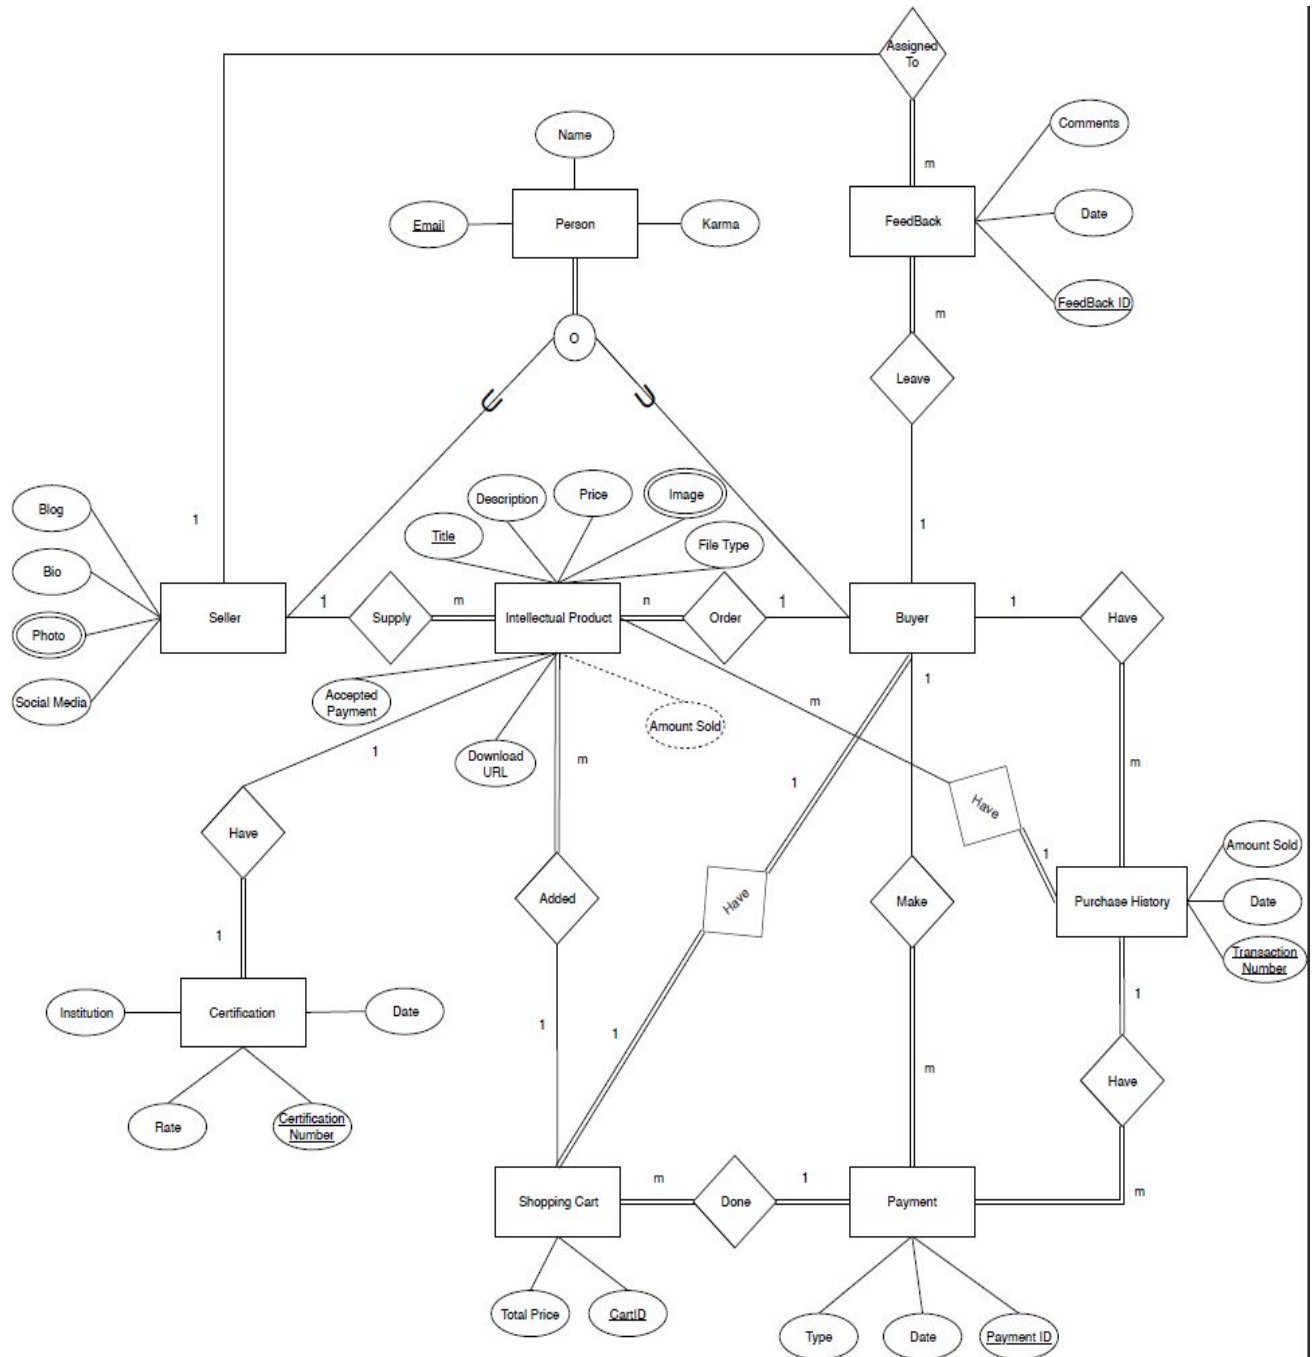 Assigned
To
Name
Comments
m
Email
Person
Karma
FeedBack
Date
FeedBack ID
m
O
Leave
Blog
Description
Price
Image
1
1
Title
File Type
Bio
Seller
1
Supply
m
Intellectual Product
n
Order
1
Buyer
1
Have
Photo
Social Media
Accepted
Payment
1
m
Amount Sold
1
Download
URL
m
m
1
Have
Have
Amount Sold
1
Added
Have
Make
Purchase History
Date
1
Transaction
Number
1
Institution
Certification
Date
1
1
m
Have
Rate
Certification
Number
Shopping Cart
m
Done
1
Payment
m
Total Price
CartID
Type
Date
Payment ID